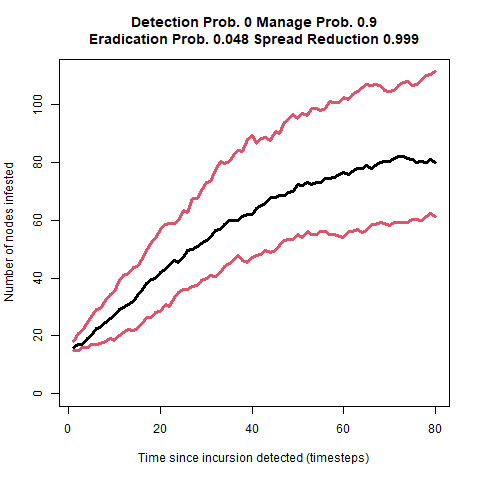 Detection Prob. 0 Manage Prob. 0.9
Eradication Prob. 0.048 Spread Reduction 0.999
Number of nodes infested
100
80
60
40
20
0
0 20 40 60 80
Time since incursion detected (timesteps)